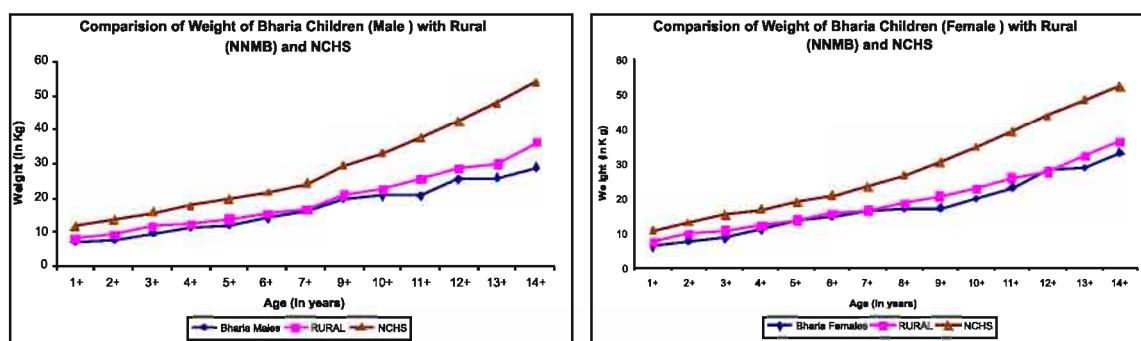 Comparision of Weight of Bharia Children (Male ) with Rural
(NNMB) and NCHS
Weight (In Kg)
60
50
40
30
20
10
0
1+ 2+ 3+ 4+ 5+ 6+ 7+ 9+ 10+ 11+ 12+ 13+ 14+
Age (In years)
Bharia Males RURAL NCHS
Comparision of Weight of Bharia Children (Female ) with Rural
(NNMB) and NCHS
Weight (in Kg)
60
50
40
30
20
10
0
1+ 2+ 3+ 4+ 5+ 6+ 7+ 8+ 9+ 10+ 11+ 12+ 13+ 14+
Age (In years)
Bharia Females RURAL NCHS